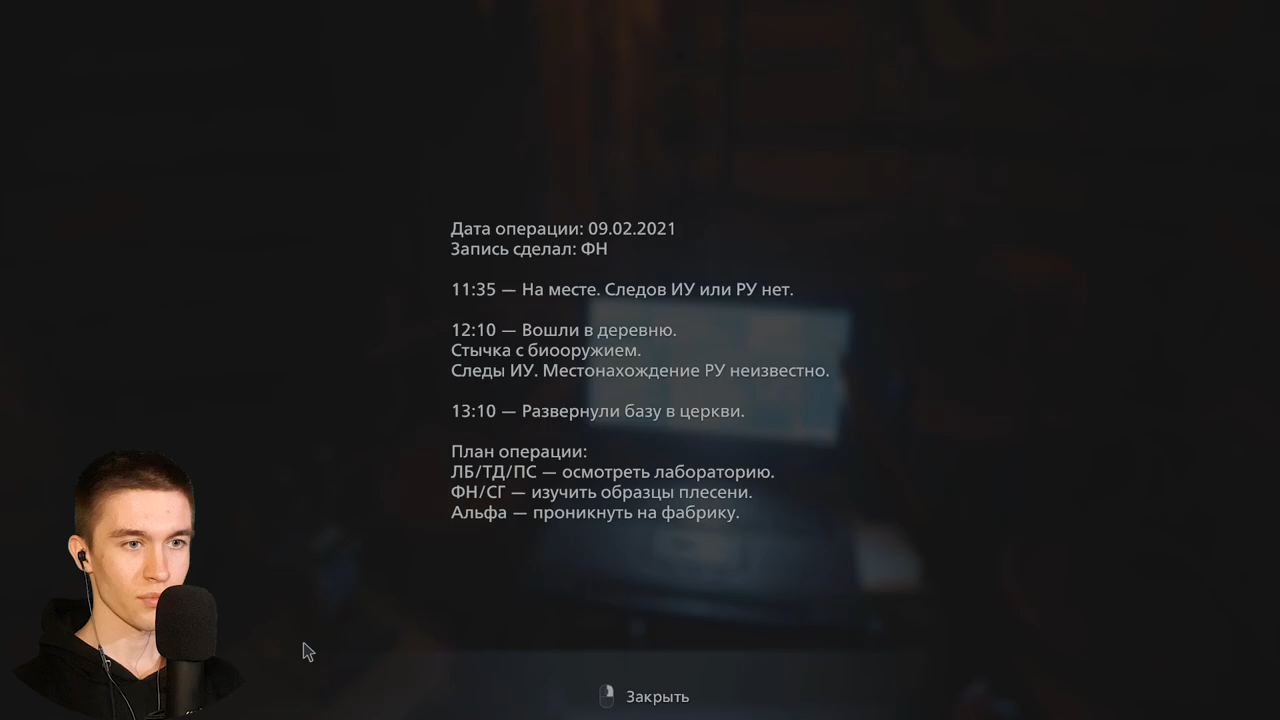 Дата операции: 09.02.2021
Запись сделал: ФН
11:35 — На месте. Следов ИУ или РУ нет.
12:10 — Вошли в деревню.
Стычка с биооружием.
Следы ИУ. Местонахождение РУ неизвестно.
13:10 — Развернули базу в церкви.
План операции:
ЛБ/ТД/ПС — осмотреть лабораторию.
ФН/СГ — изучить образцы плесени.
Альфа — проникнуть на фабрику.
Закрыть